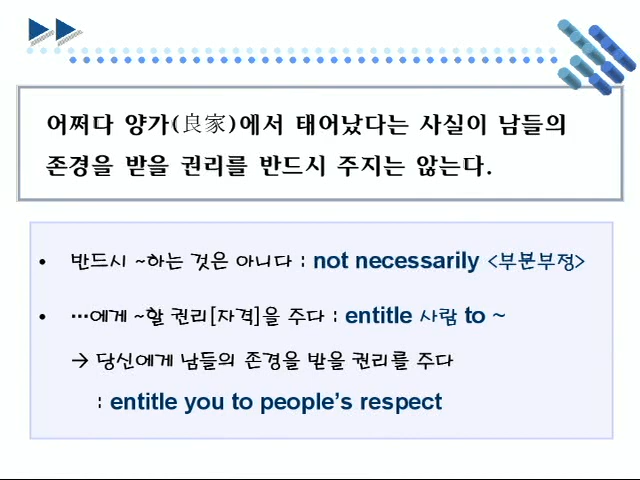 어쩌다 양가(良家)에서 태어났다는 사실이 남들의
존경을 받을 권리를 반드시 주지는 않는다.
• 반드시 ~하는 것은 아니다 : not necessarily <부분부정>
• …에게 ~할 권리[자격]을 주다 : entitle 사람 to ~
→ 당신에게 남들의 존경을 받을 권리를 주다
: entitle you to people’s respect